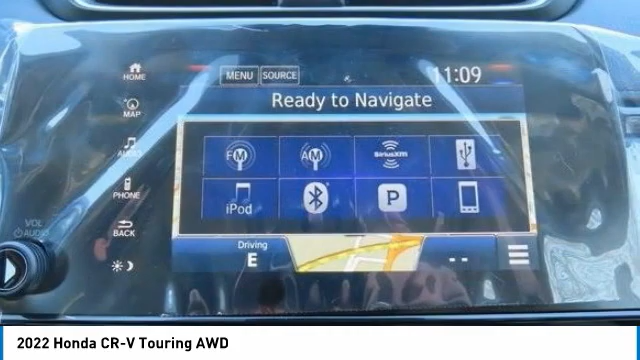 HOME
MENU
SOURCE
11:09
Ready to Navigate
MAP
FM
AM
SiriusXM
AUDIO
PHONE
iPod
P
BACK
VOL
AUDIO
Driving
E
--
2022 Honda CR-V Touring AWD